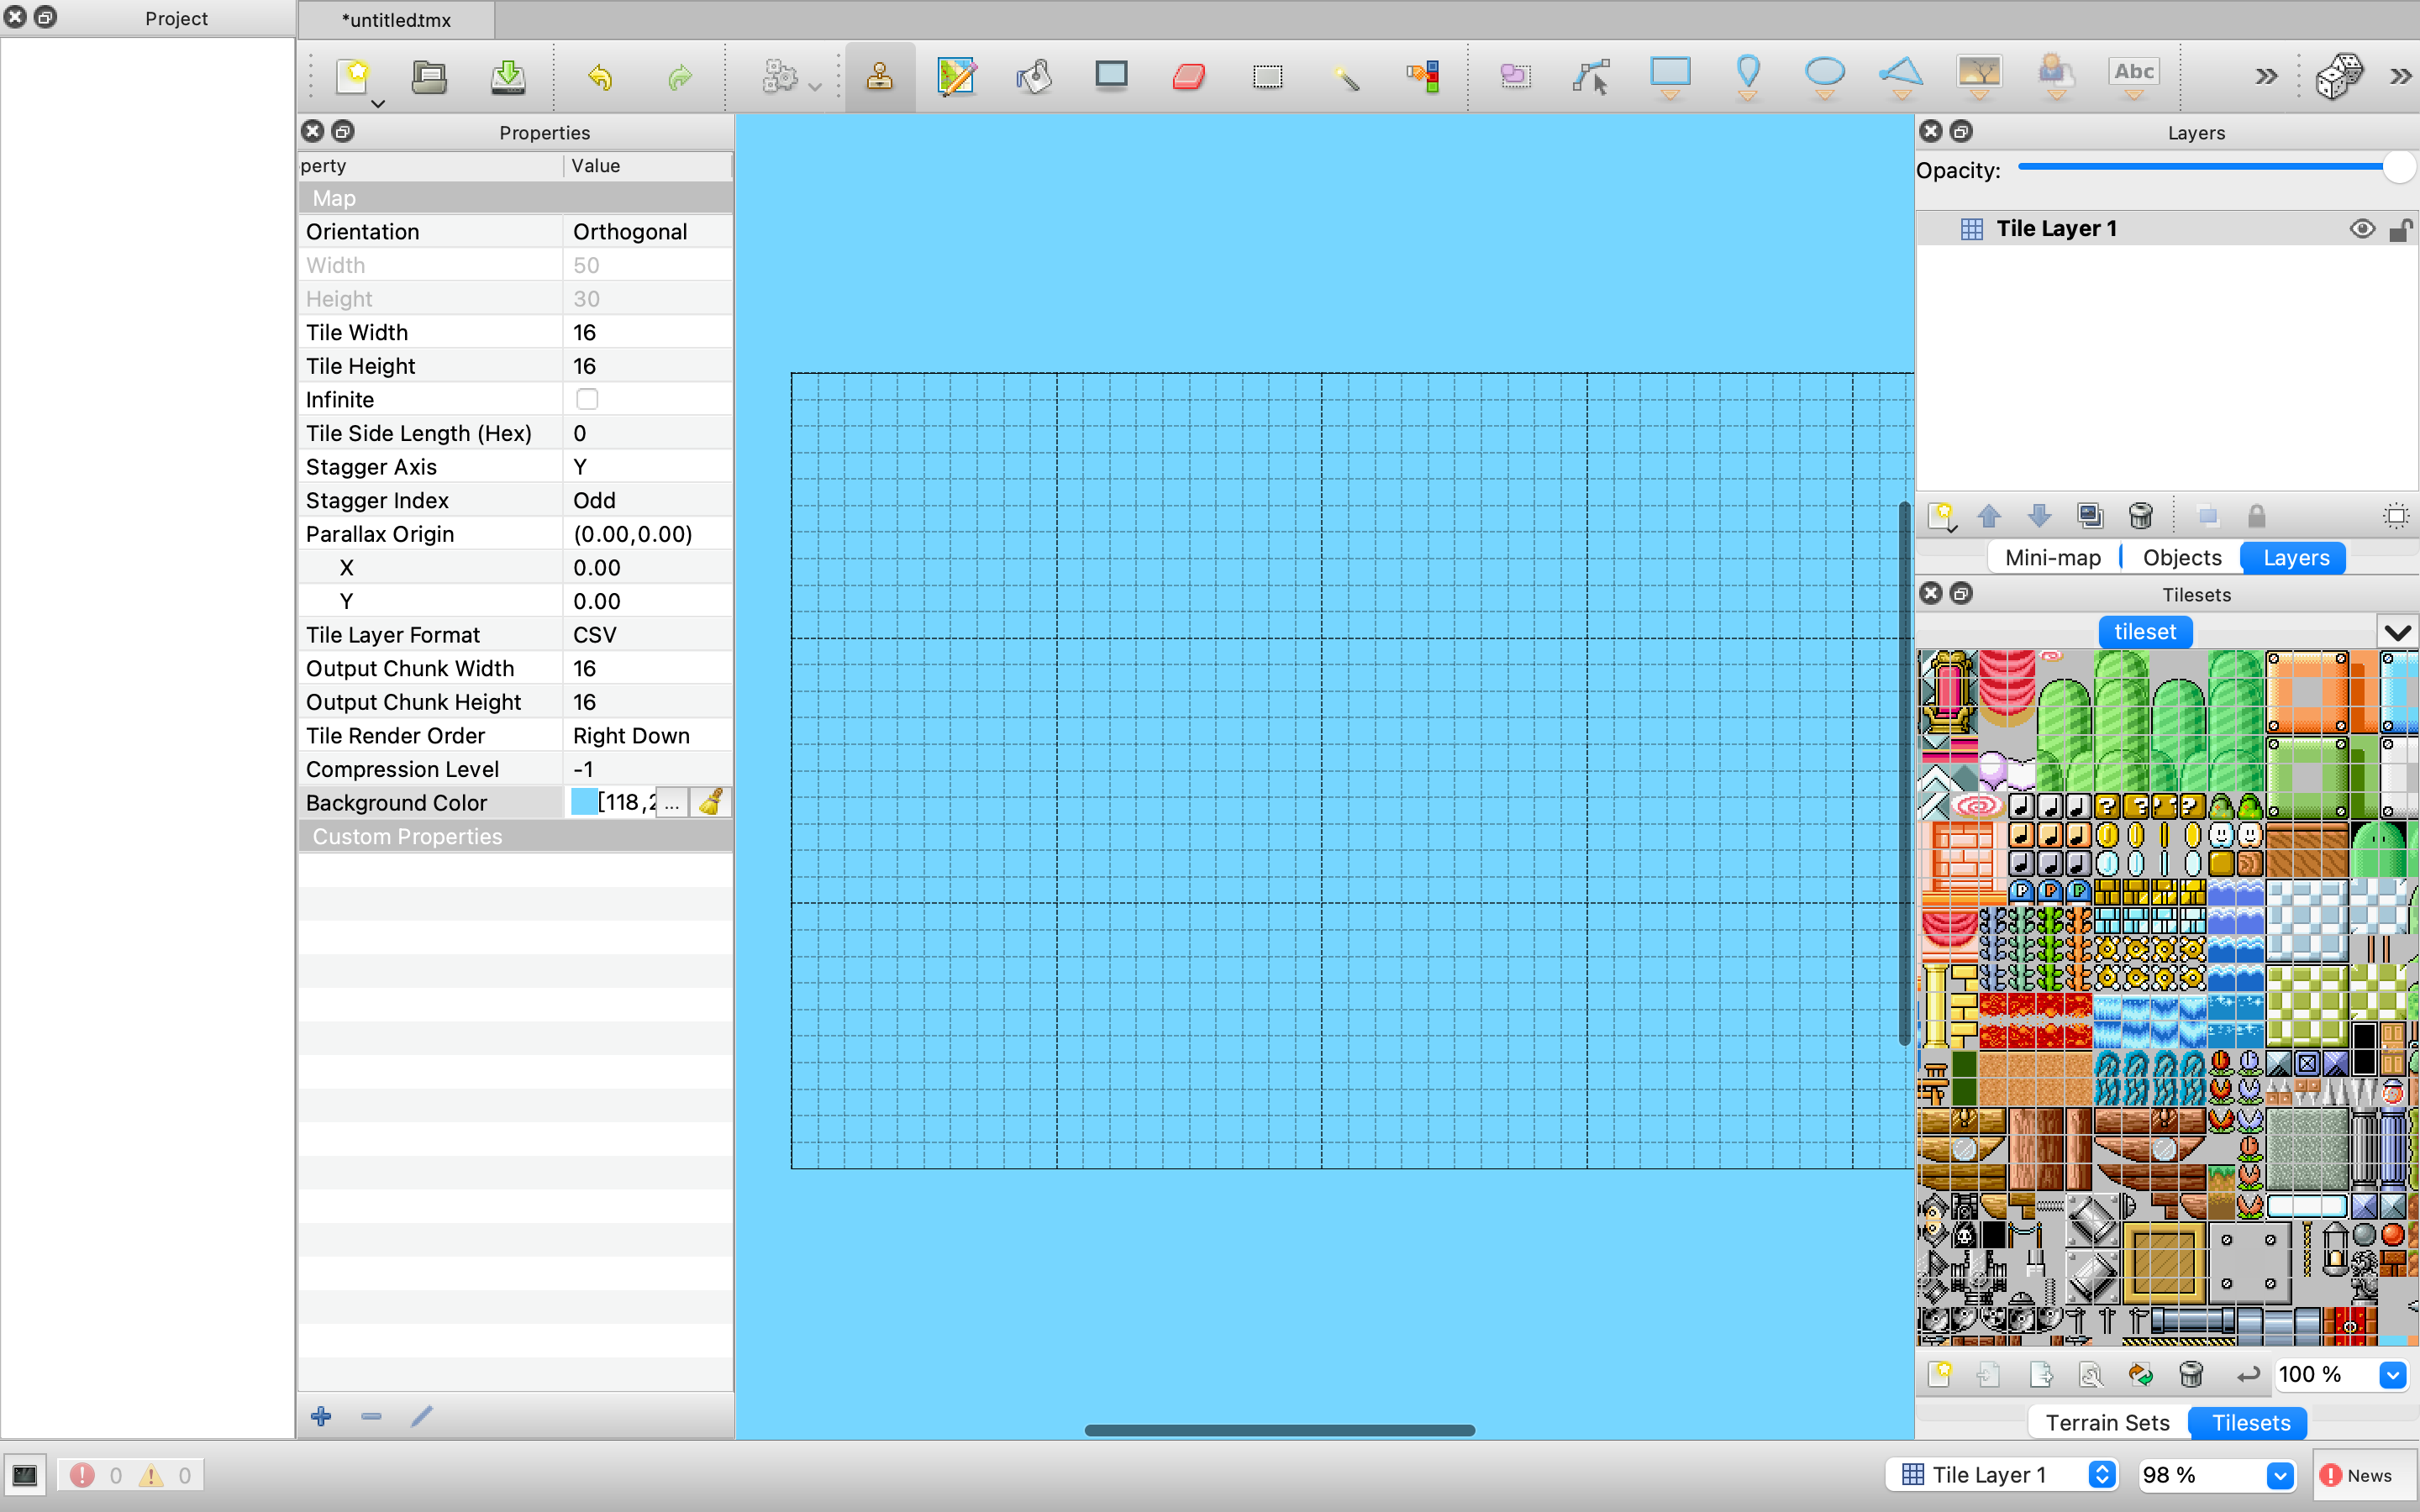 Project
*untitled.tmx
Abc
Properties
perty Value
Map
Orientation Orthogonal
Width 50
Height 30
Tile Width 16
Tile Height 16
Infinite
Tile Side Length (Hex) 0
Stagger Axis Y
Stagger Index Odd
Parallax Origin (0.00,0.00)
X 0.00
Y 0.00
Tile Layer Format CSV
Output Chunk Width 16
Output Chunk Height 16
Tile Render Order Right Down
Compression Level -1
Background Color [118,2 ...
Custom Properties
Layers
Opacity:
Tile Layer 1
Mini-map Objects Layers
Tilesets
tileset
P P P
100 %
Terrain Sets Tilesets
0 0
Tile Layer 1 98 % News